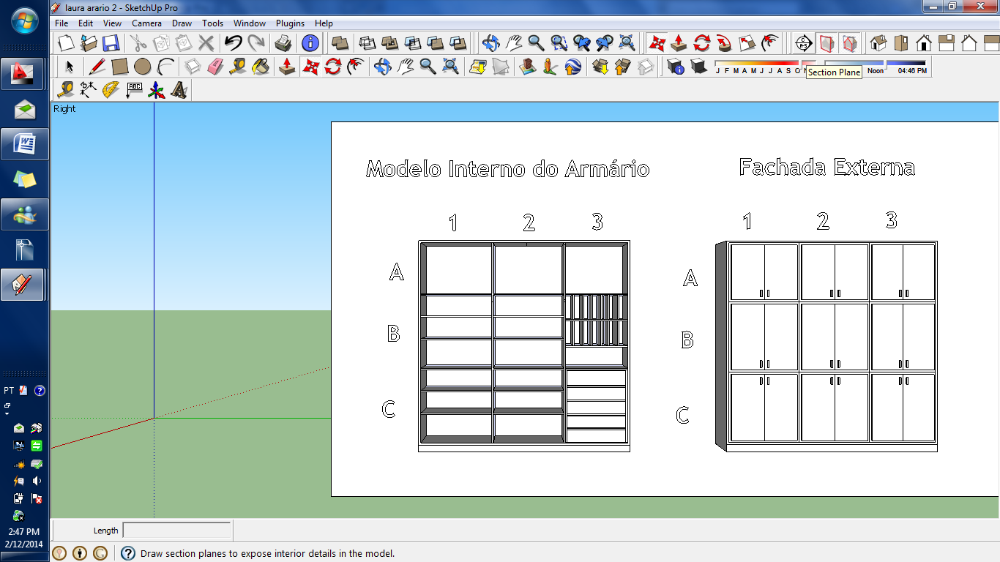 laura arario 2 - SketchUp Pro
File Edit View Camera Draw Tools Window Plugins Help
J F M A M J J A S O N
Noon 04:46 PM
Section Plane
ABC
Right
Modelo Interno do Armário
Fachada Externa
1 2 3
1 2 3
A
B
C
A
B
C
PT
2:47 PM
2/12/2014
Length
Draw section planes to expose interior details in the model.